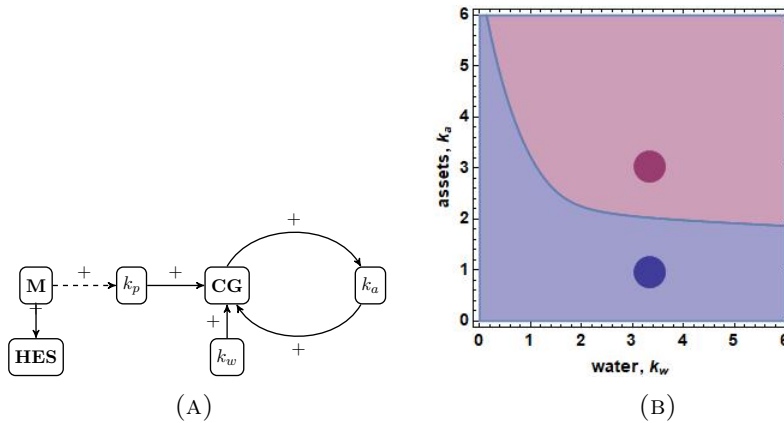 M
+
k_p
+
CG
+
k_a
+
+
k_w
+
HES
(A)
6
5
4
3
2
1
0
assets, k_a
0 1 2 3 4 5 6
water, k_w
(B)